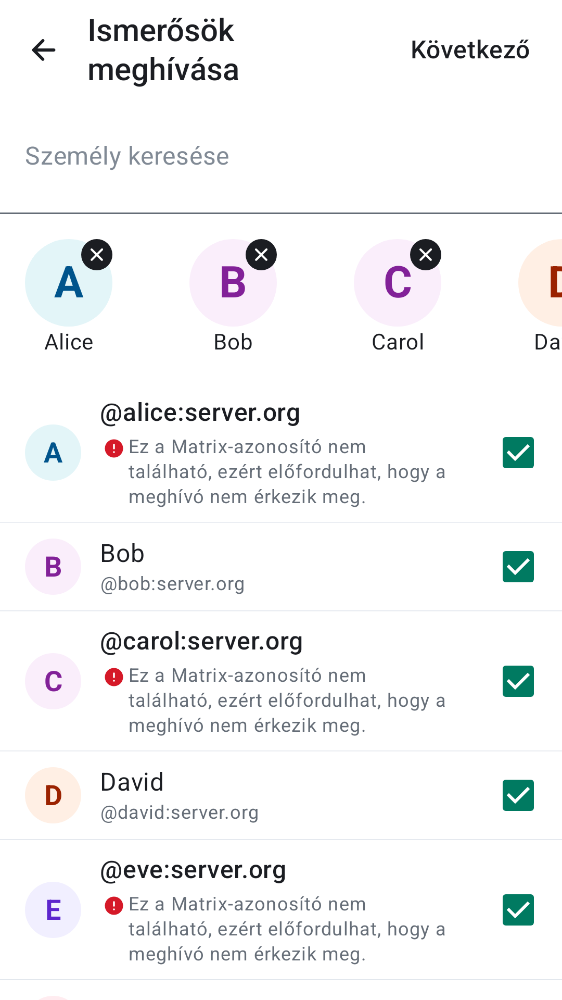 Ismerősök
meghívása
Következő
Személy keresése
A
B
C
D
Alice
Bob
Carol
Da
A
@alice:server.org
Ez a Matrix-azonosító nem
található, ezért előfordulhat, hogy a
meghívó nem érkezik meg.
B
Bob
@bob:server.org
C
@carol:server.org
Ez a Matrix-azonosító nem
található, ezért előfordulhat, hogy a
meghívó nem érkezik meg.
D
David
@david:server.org
E
@eve:server.org
Ez a Matrix-azonosító nem
található, ezért előfordulhat, hogy a
meghívó nem érkezik meg.